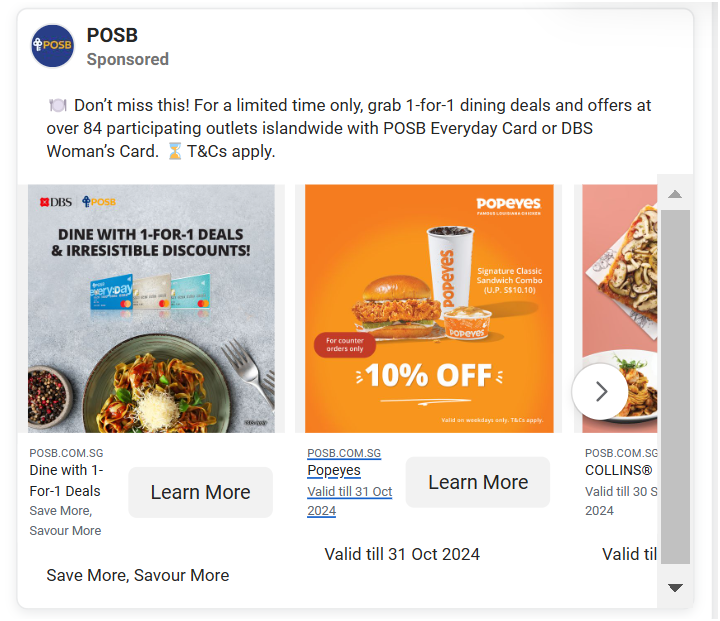 POSB
POSB
Sponsored
🍽️ Don’t miss this! For a limited time only, grab 1-for-1 dining deals and offers at
over 84 participating outlets islandwide with POSB Everyday Card or DBS
Woman’s Card. ⏳ T&Cs apply.
DBS POSB
DINE WITH 1-FOR-1 DEALS
& IRRESISTIBLE DISCOUNTS!
everyday
POSB.COM.SG
Dine with 1-
For-1 Deals
Save More,
Savour More
Learn More
Save More, Savour More
POPEYES
FAMOUS LOUISIANA CHICKEN
POPEYES
Signature Classic
Sandwich Combo
(U.P. S$10.10)
POPEYES
For counter
orders only
10% OFF
Valid on weekdays only. T&Cs apply.
POSB.COM.SG
Popeyes
Valid till 31 Oct
2024
Learn More
Valid till 31 Oct 2024
POSB.COM.SG
COLLINS®
Valid till 30 S
2024
Valid til